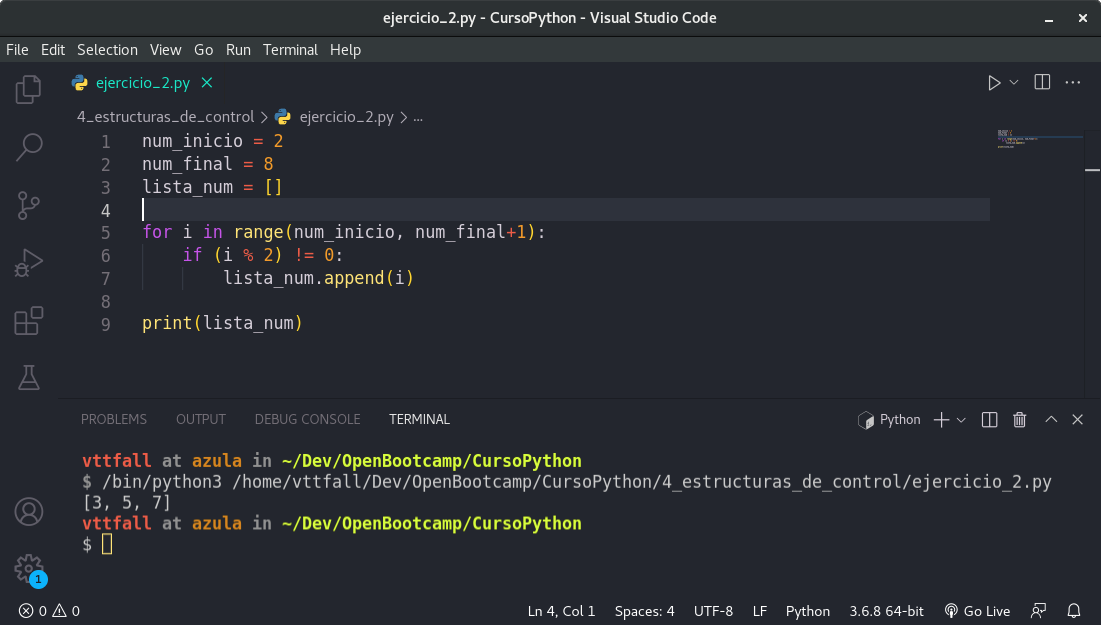 ejercicio_2.py - CursoPython - Visual Studio Code
File Edit Selection View Go Run Terminal Help
ejercicio_2.py
4_estructuras_de_control > ejercicio_2.py > ...
1 num_inicio = 2
2 num_final = 8
3 lista_num = []
4
5 for i in range(num_inicio, num_final+1):
6     if (i % 2) != 0:
7         lista_num.append(i)
8
9 print(lista_num)
PROBLEMS OUTPUT DEBUG CONSOLE TERMINAL Python
vttfall at azula in ~/Dev/OpenBootcamp/CursoPython
$ /bin/python3 /home/vttfall/Dev/OpenBootcamp/CursoPython/4_estructuras_de_control/ejercicio_2.py
[3, 5, 7]
vttfall at azula in ~/Dev/OpenBootcamp/CursoPython
$
1
0 0 Ln 4, Col 1 Spaces: 4 UTF-8 LF Python 3.6.8 64-bit Go Live